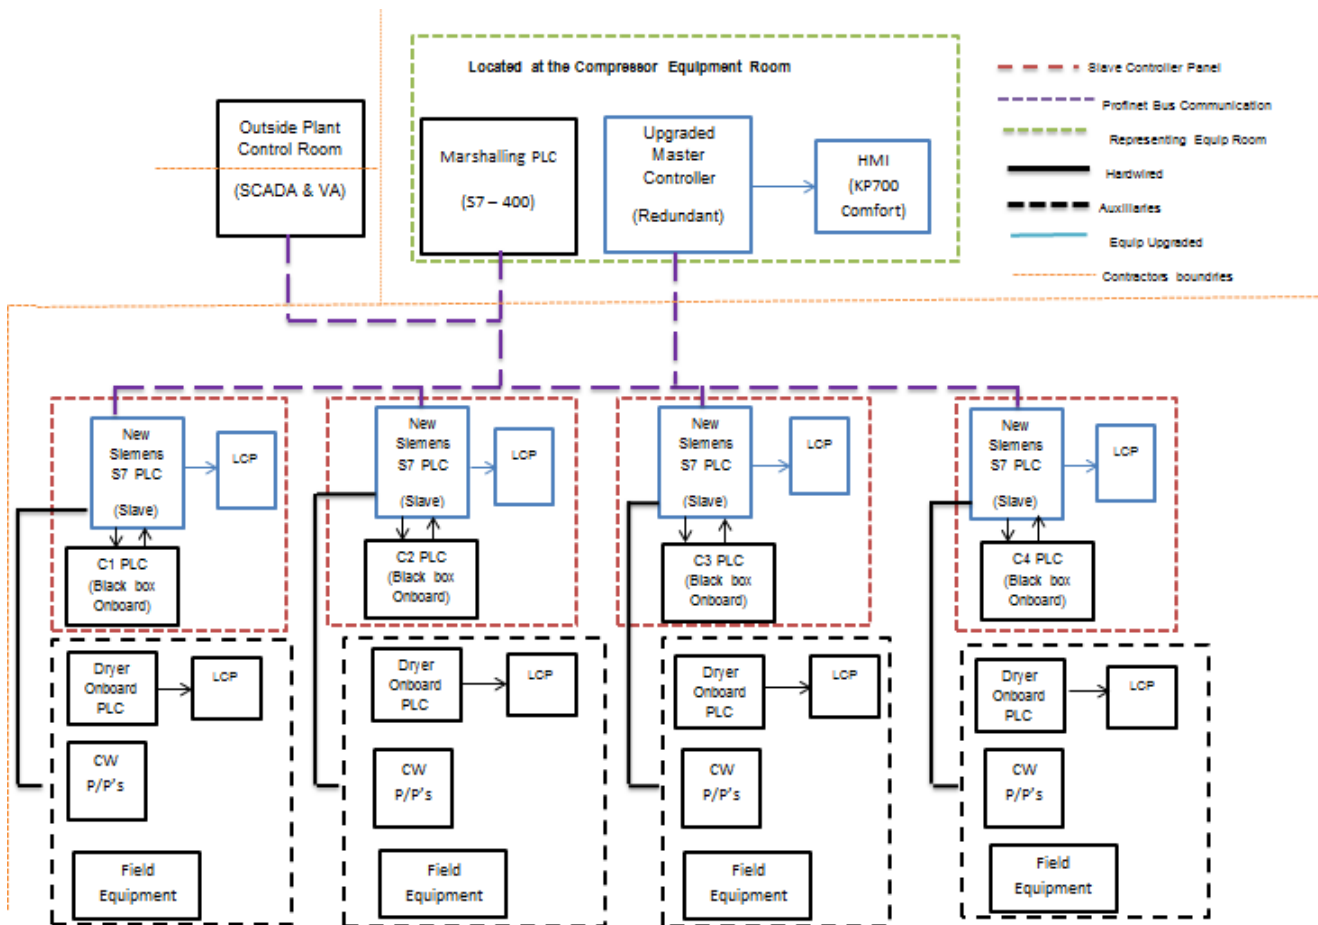 Located at the Compressor Equipment Room
Outside Plant
Control Room
(SCADA & VA)
Marshalling PLC
(S7 – 400)
Upgraded
Master
Controller
(Redundant)
HMI
(KP700
Comfort)
Slave Controller Panel
Profinet Bus Communication
Representing Equip Room
Hardwired
Auxiliaries
Equip Upgraded
Contractors boundries
New
Siemens
S7 PLC
(Slave)
LCP
C1 PLC
(Black box
Onboard)
Dryer
Onboard
PLC
LCP
CW
P/P's
Field
Equipment
New
Siemens
S7 PLC
(Slave)
LCP
C2 PLC
(Black box
Onboard)
Dryer
Onboard
PLC
LCP
CW
P/P's
Field
Equipment
New
Siemens
S7 PLC
(Slave)
LCP
C3 PLC
(Black box
Onboard)
Dryer
Onboard
PLC
LCP
CW
P/P's
Field
Equipment
New
Siemens
S7 PLC
(Slave)
LCP
C4 PLC
(Black box
Onboard)
Dryer
Onboard
PLC
LCP
CW
P/P's
Field
Equipment